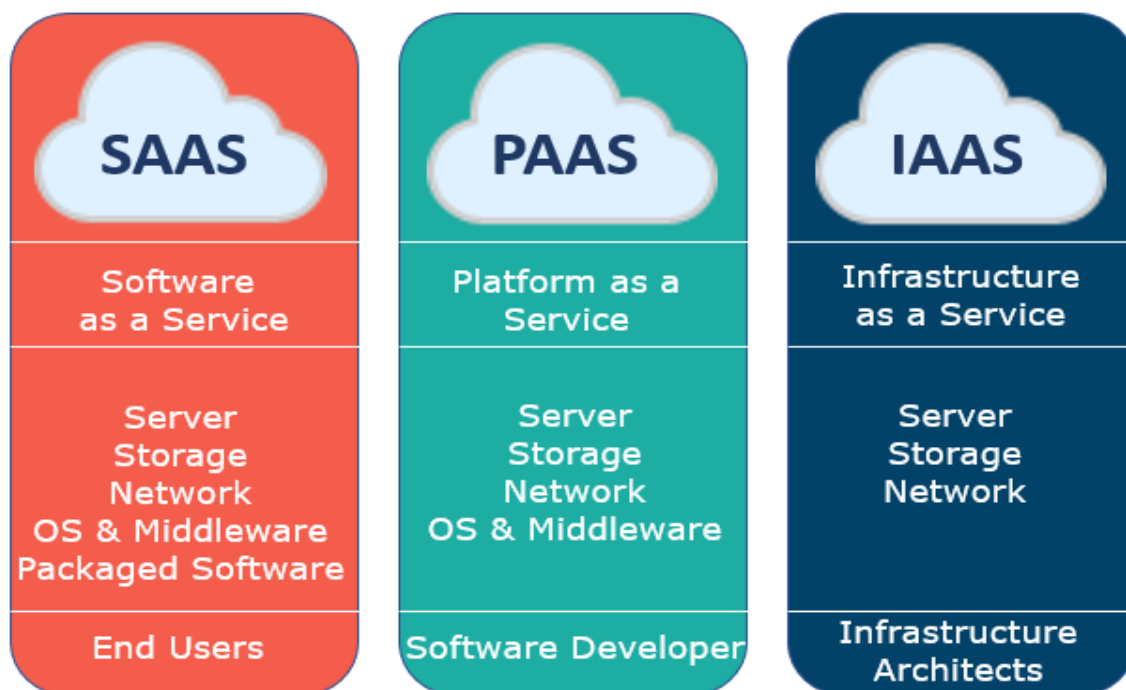 SAAS
Software
as a Service
Server
Storage
Network
OS & Middleware
Packaged Software
End Users
PAAS
Platform as a
Service
Server
Storage
Network
OS & Middleware
Software Developer
IAAS
Infrastructure
as a Service
Server
Storage
Network
Infrastructure
Architects